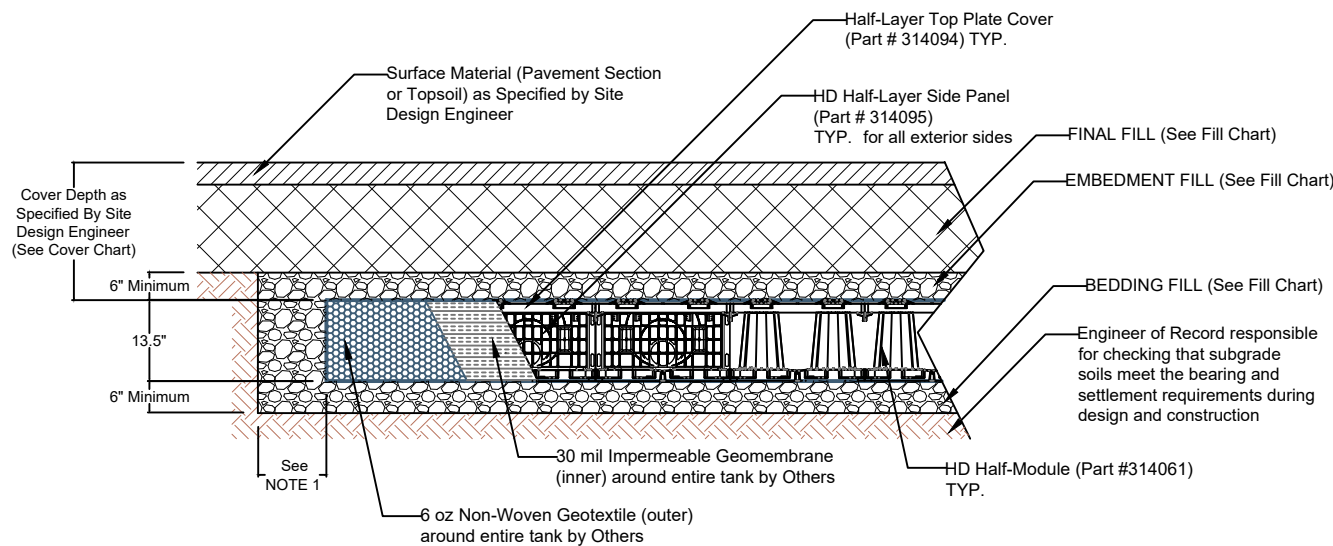 Half-Layer Top Plate Cover
(Part # 314094) TYP.
Surface Material (Pavement Section
or Topsoil) as Specified by Site
Design Engineer
HD Half-Layer Side Panel
(Part # 314095)
TYP. for all exterior sides
FINAL FILL (See Fill Chart)
EMBEDMENT FILL (See Fill Chart)
Cover Depth as
Specified By Site
Design Engineer
(See Cover Chart)
6" Minimum
13.5"
6" Minimum
BEDDING FILL (See Fill Chart)
Engineer of Record responsible
for checking that subgrade
soils meet the bearing and
settlement requirements during
design and construction
See
NOTE 1
30 mil Impermeable Geomembrane
(inner) around entire tank by Others
HD Half-Module (Part #314061)
TYP.
6 oz Non-Woven Geotextile (outer)
around entire tank by Others